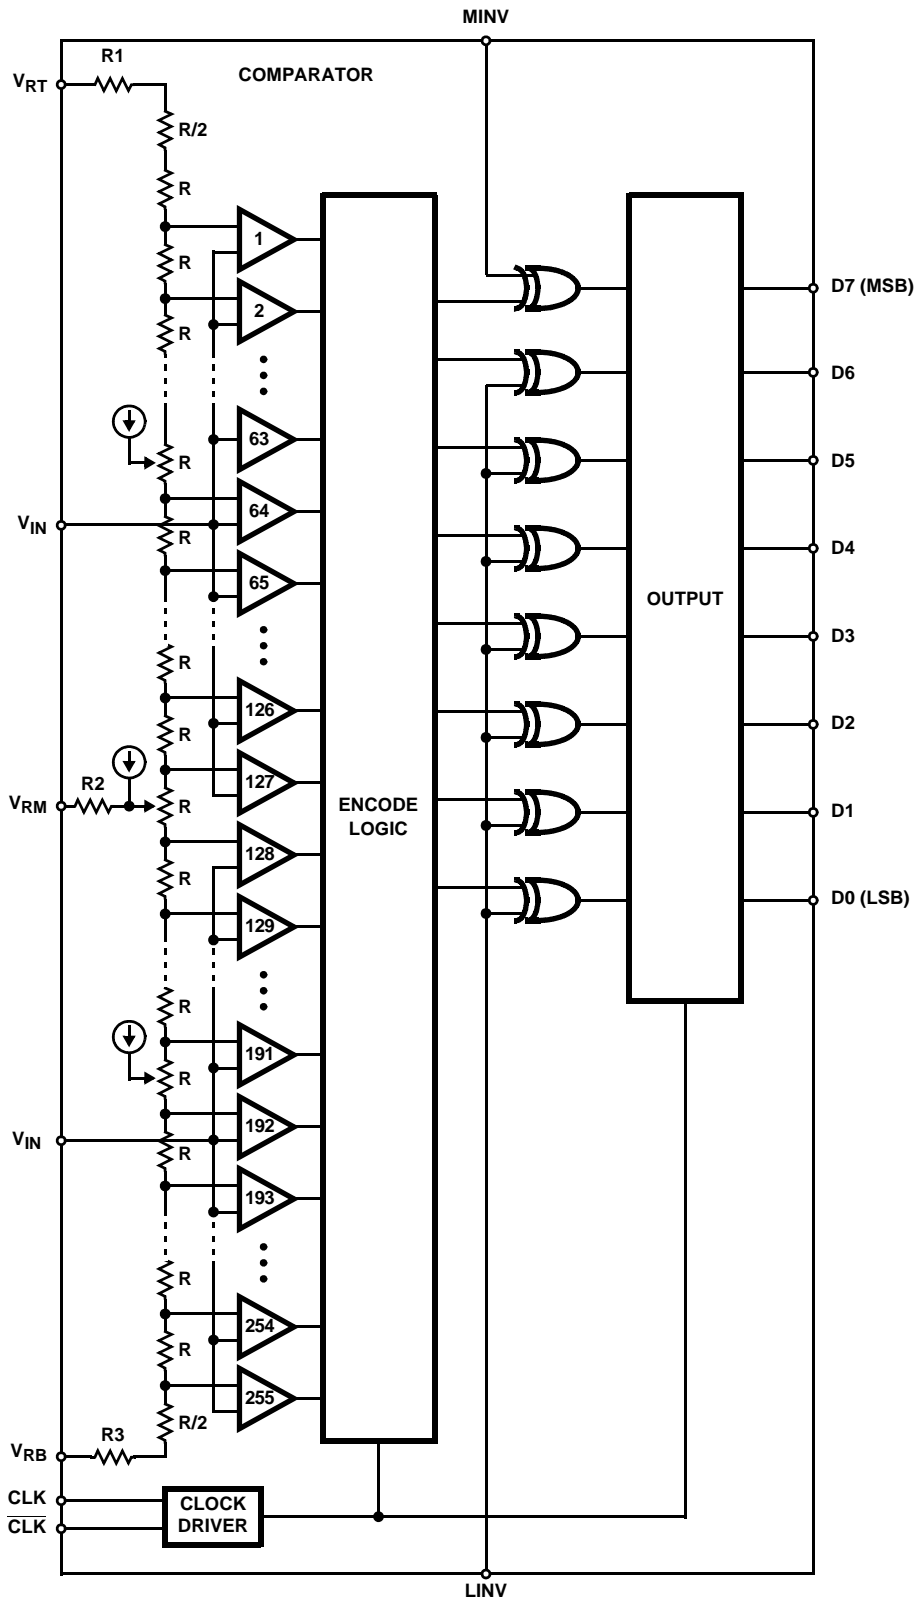 MINV
R1
COMPARATOR
VRT
R/2
R
R
1
D7 (MSB)
2
R
D6
63
R
D5
64
VIN
R
D4
65
OUTPUT
D3
R
126
D2
R
127
R2
VRM
R
ENCODE
LOGIC
D1
128
R
D0 (LSB)
129
R
191
R
192
VIN
R
193
R
254
R
255
R/2
R3
VRB
CLK
CLK
CLOCK
DRIVER
LINV